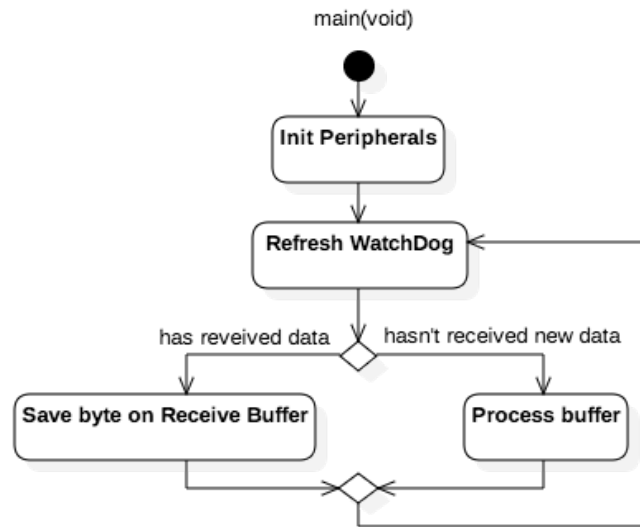 main(void)
Init Peripherals
Refresh WatchDog
has reveived data
hasn't received new data
Save byte on Receive Buffer
Process buffer